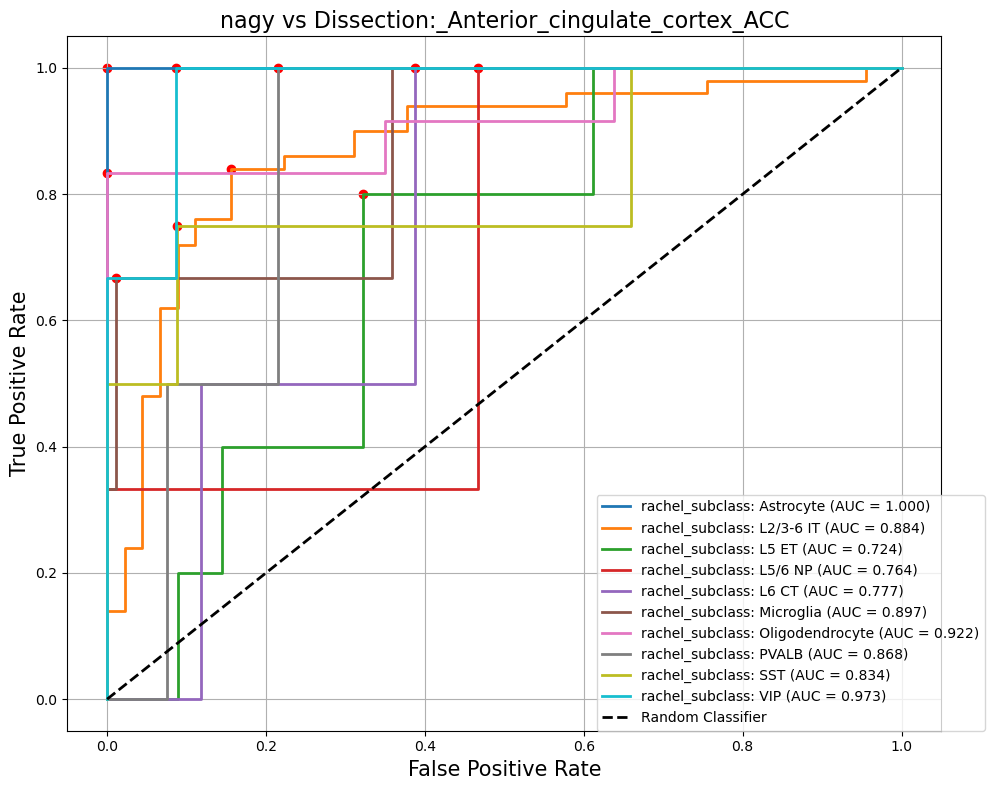 nagy vs Dissection:_Anterior_cingulate_cortex_ACC
True Positive Rate
1.0
0.8
0.6
0.4
0.2
0.0
0.0
0.2
0.4
0.6
0.8
1.0
False Positive Rate
rachel_subclass: Astrocyte (AUC = 1.000)
rachel_subclass: L2/3-6 IT (AUC = 0.884)
rachel_subclass: L5 ET (AUC = 0.724)
rachel_subclass: L5/6 NP (AUC = 0.764)
rachel_subclass: L6 CT (AUC = 0.777)
rachel_subclass: Microglia (AUC = 0.897)
rachel_subclass: Oligodendrocyte (AUC = 0.922)
rachel_subclass: PVALB (AUC = 0.868)
rachel_subclass: SST (AUC = 0.834)
rachel_subclass: VIP (AUC = 0.973)
Random Classifier